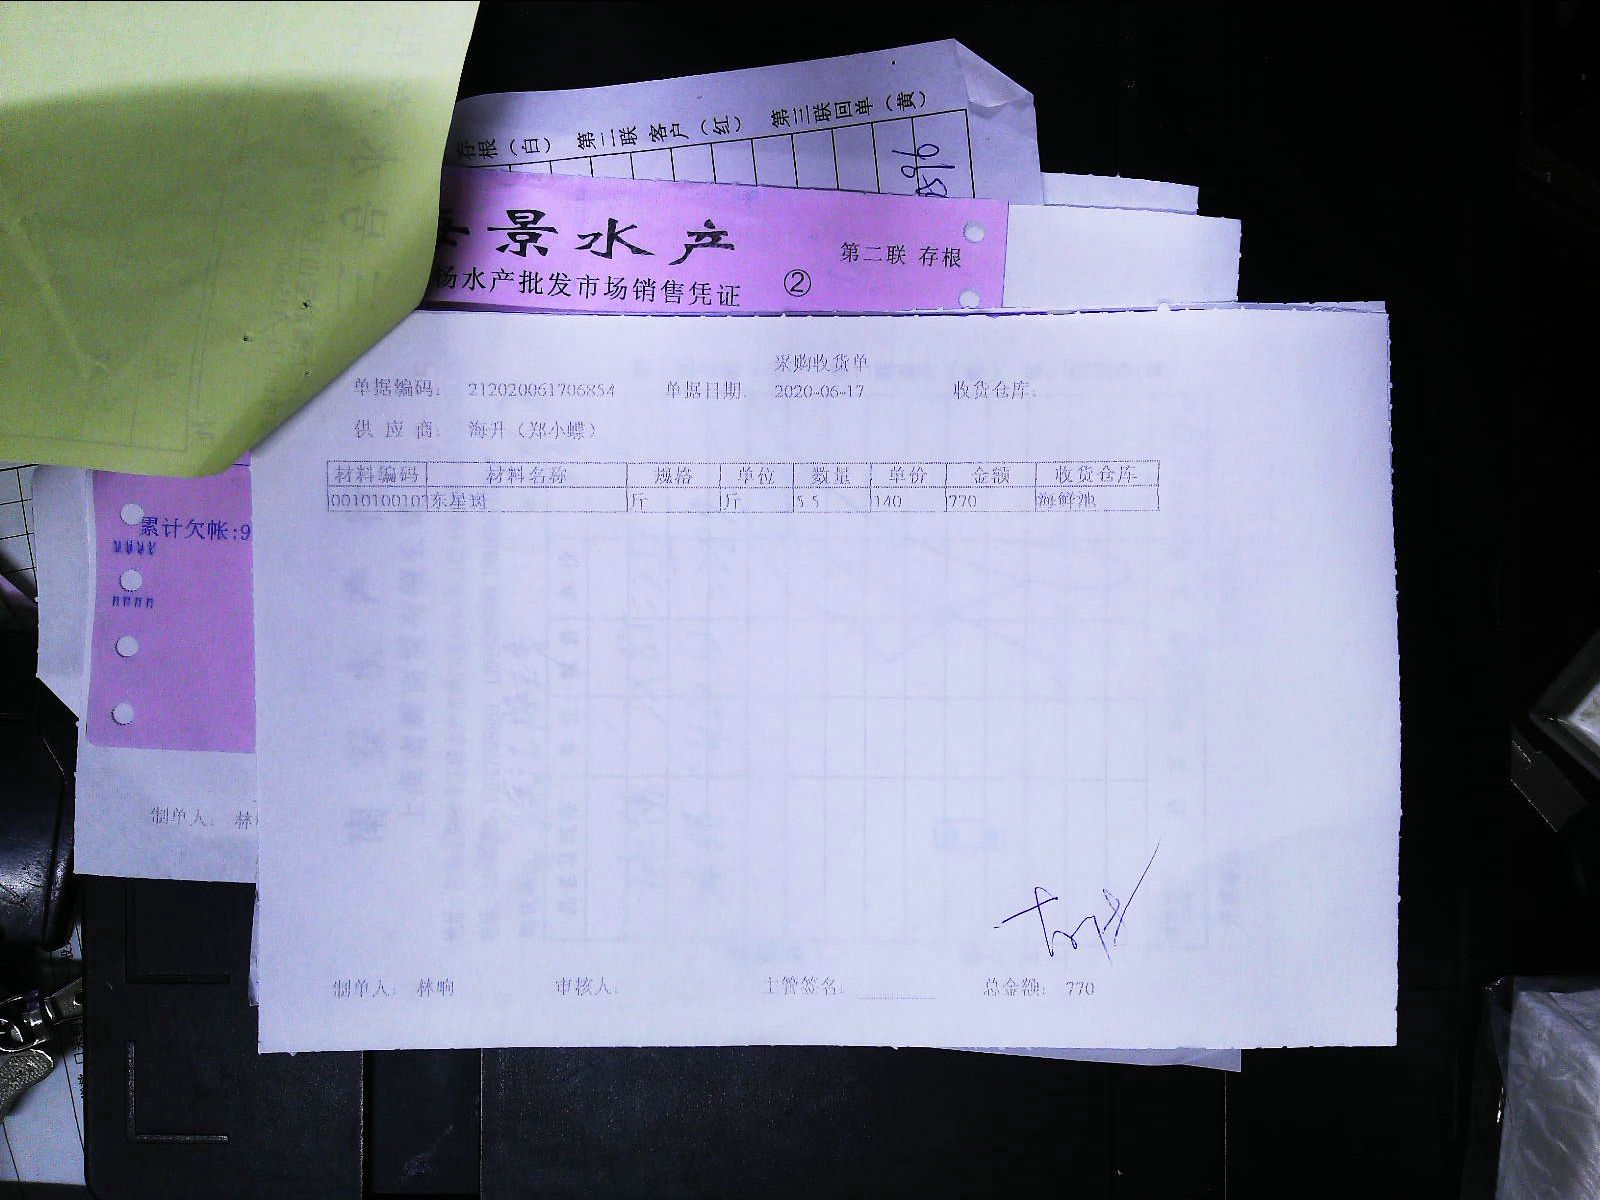 存根（白） 第二联 客户（红） 第三联回单（黄）
景水产
第二联 存根
杨水产批发市场销售凭证 ②
采购收货单
单据编码： 212020061706854 单据日期： 2020-06-17 收货仓库：
供 应 商： 海升（郑小蝶）
材料编码 材料名称 规格 单位 数量 单价 金额 收货仓库
0010100107 东星斑 斤 斤 5.5 140 770 海鲜池
累计欠帐:9
制单人： 林
制单人： 林响 审核人： 主管签名： 总金额： 770